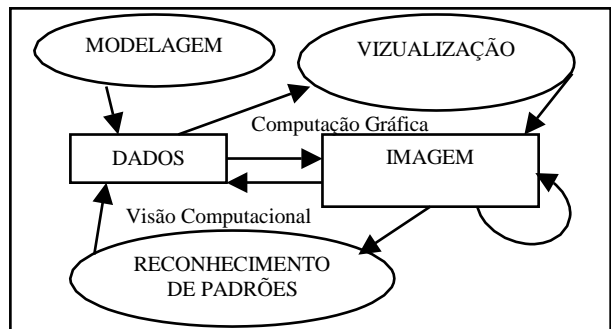 MODELAGEM
VIZUALIZAÇÃO
Computação Gráfica
DADOS
IMAGEM
Visão Computacional
RECONHECIMENTO
DE PADRÕES